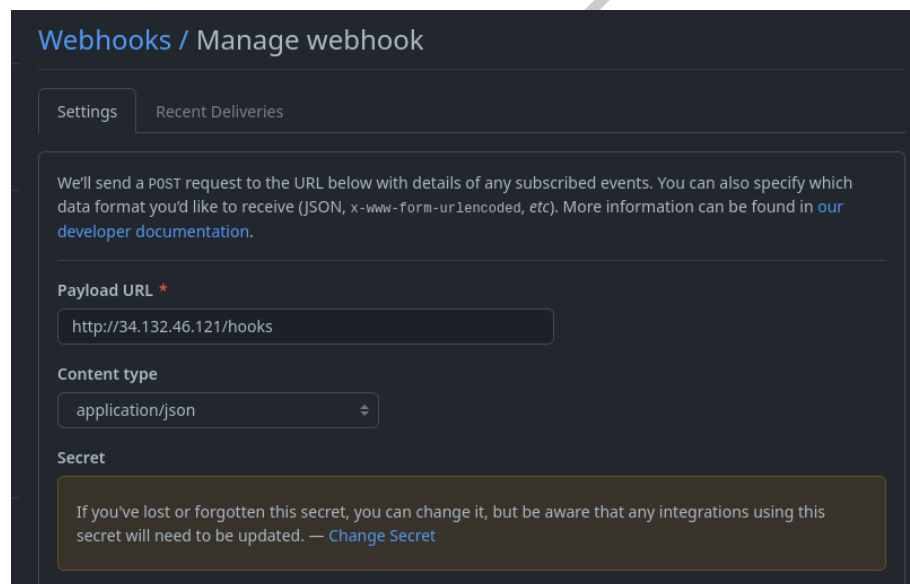 Webhooks / Manage webhook
Settings
Recent Deliveries
We'll send a POST request to the URL below with details of any subscribed events. You can also specify which
data format you'd like to receive (JSON, x-www-form-urlencoded, etc). More information can be found in our
developer documentation.
Payload URL *
http://34.132.46.121/hooks
Content type
application/json
Secret
If you've lost or forgotten this secret, you can change it, but be aware that any integrations using this
secret will need to be updated. — Change Secret